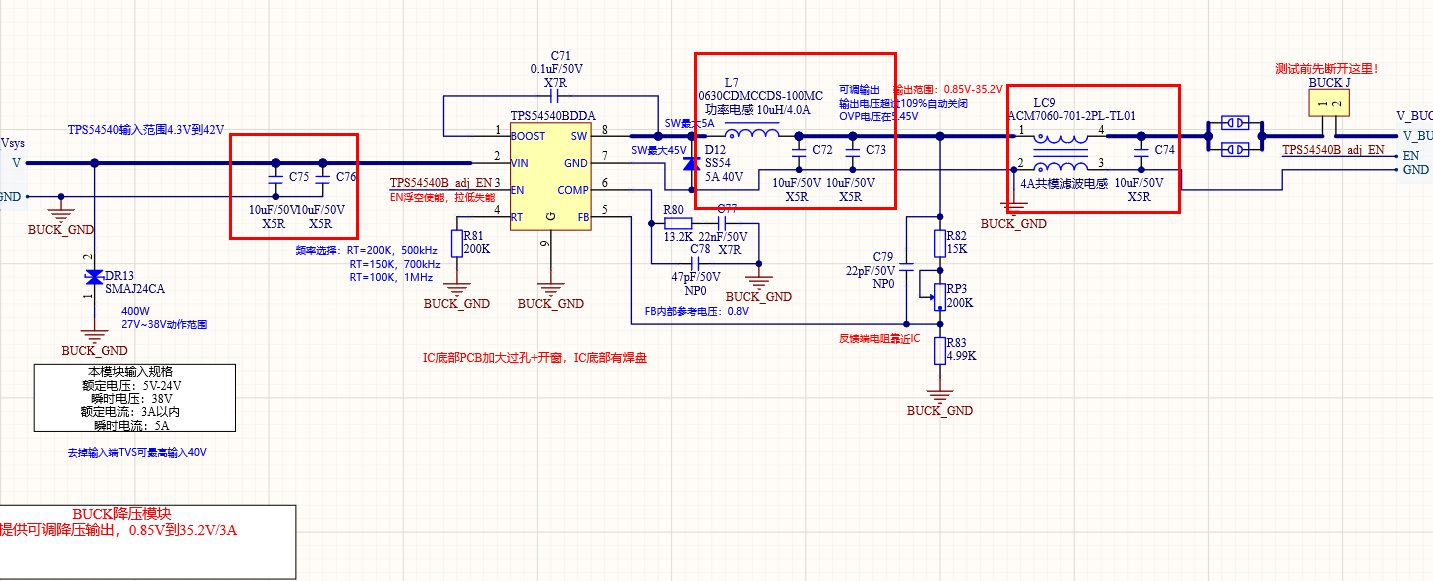 C71
0.1uF/50V
X7R
TPS54540BDDA
TPS54540输入范围4.3V到42V
Vsys
V
GND
BUCK_GND
C75
C76
10uF/50V
10uF/50V
X5R
X5R
1
BOOST
2
VIN
3
EN
4
RT
SW
8
GND
7
COMP
6
FB
5
G
9
TPS54540B_adj_EN
EN浮空使能，拉低失能
R81
200K
频率选择：RT=200K，500kHz
RT=150K，700kHz
RT=100K，1MHz
BUCK_GND
BUCK_GND
2
1
DR13
SMAJ24CA
400W
27V~38V动作范围
BUCK_GND
SW最大5A
SW最大45V
L7
0630CDMCCDS-100MC
功率电感 10uH/4.0A
D12
SS54
5A 40V
C72
C73
10uF/50V
10uF/50V
X5R
X5R
R80
13.2K
C77
22nF/50V
X7R
C78
47pF/50V
NP0
BUCK_GND
FB内部参考电压：0.8V
可调输出
输出范围：0.85V-35.2V
输出电压超过109%自动关闭
OVP电压在5.45V
C79
22pF/50V
NP0
R82
15K
RP3
200K
反馈端电阻靠近IC
R83
4.99K
BUCK_GND
LC9
ACM7060-701-2PL-TL01
1
4
2
3
4A共模滤波电感
C74
10uF/50V
X5R
BUCK_GND
测试前先断开这里！
BUCK J
1
2
V_BUC
V_BU
TPS54540B_adj_EN
EN
GND
IC底部PCB加大过孔+开窗，IC底部有焊盘
本模块输入规格
额定电压：5V-24V
瞬时电压：38V
额定电流：3A以内
瞬时电流：5A
去掉输入端TVS可最高输入40V
BUCK降压模块
提供可调降压输出，0.85V到35.2V/3A